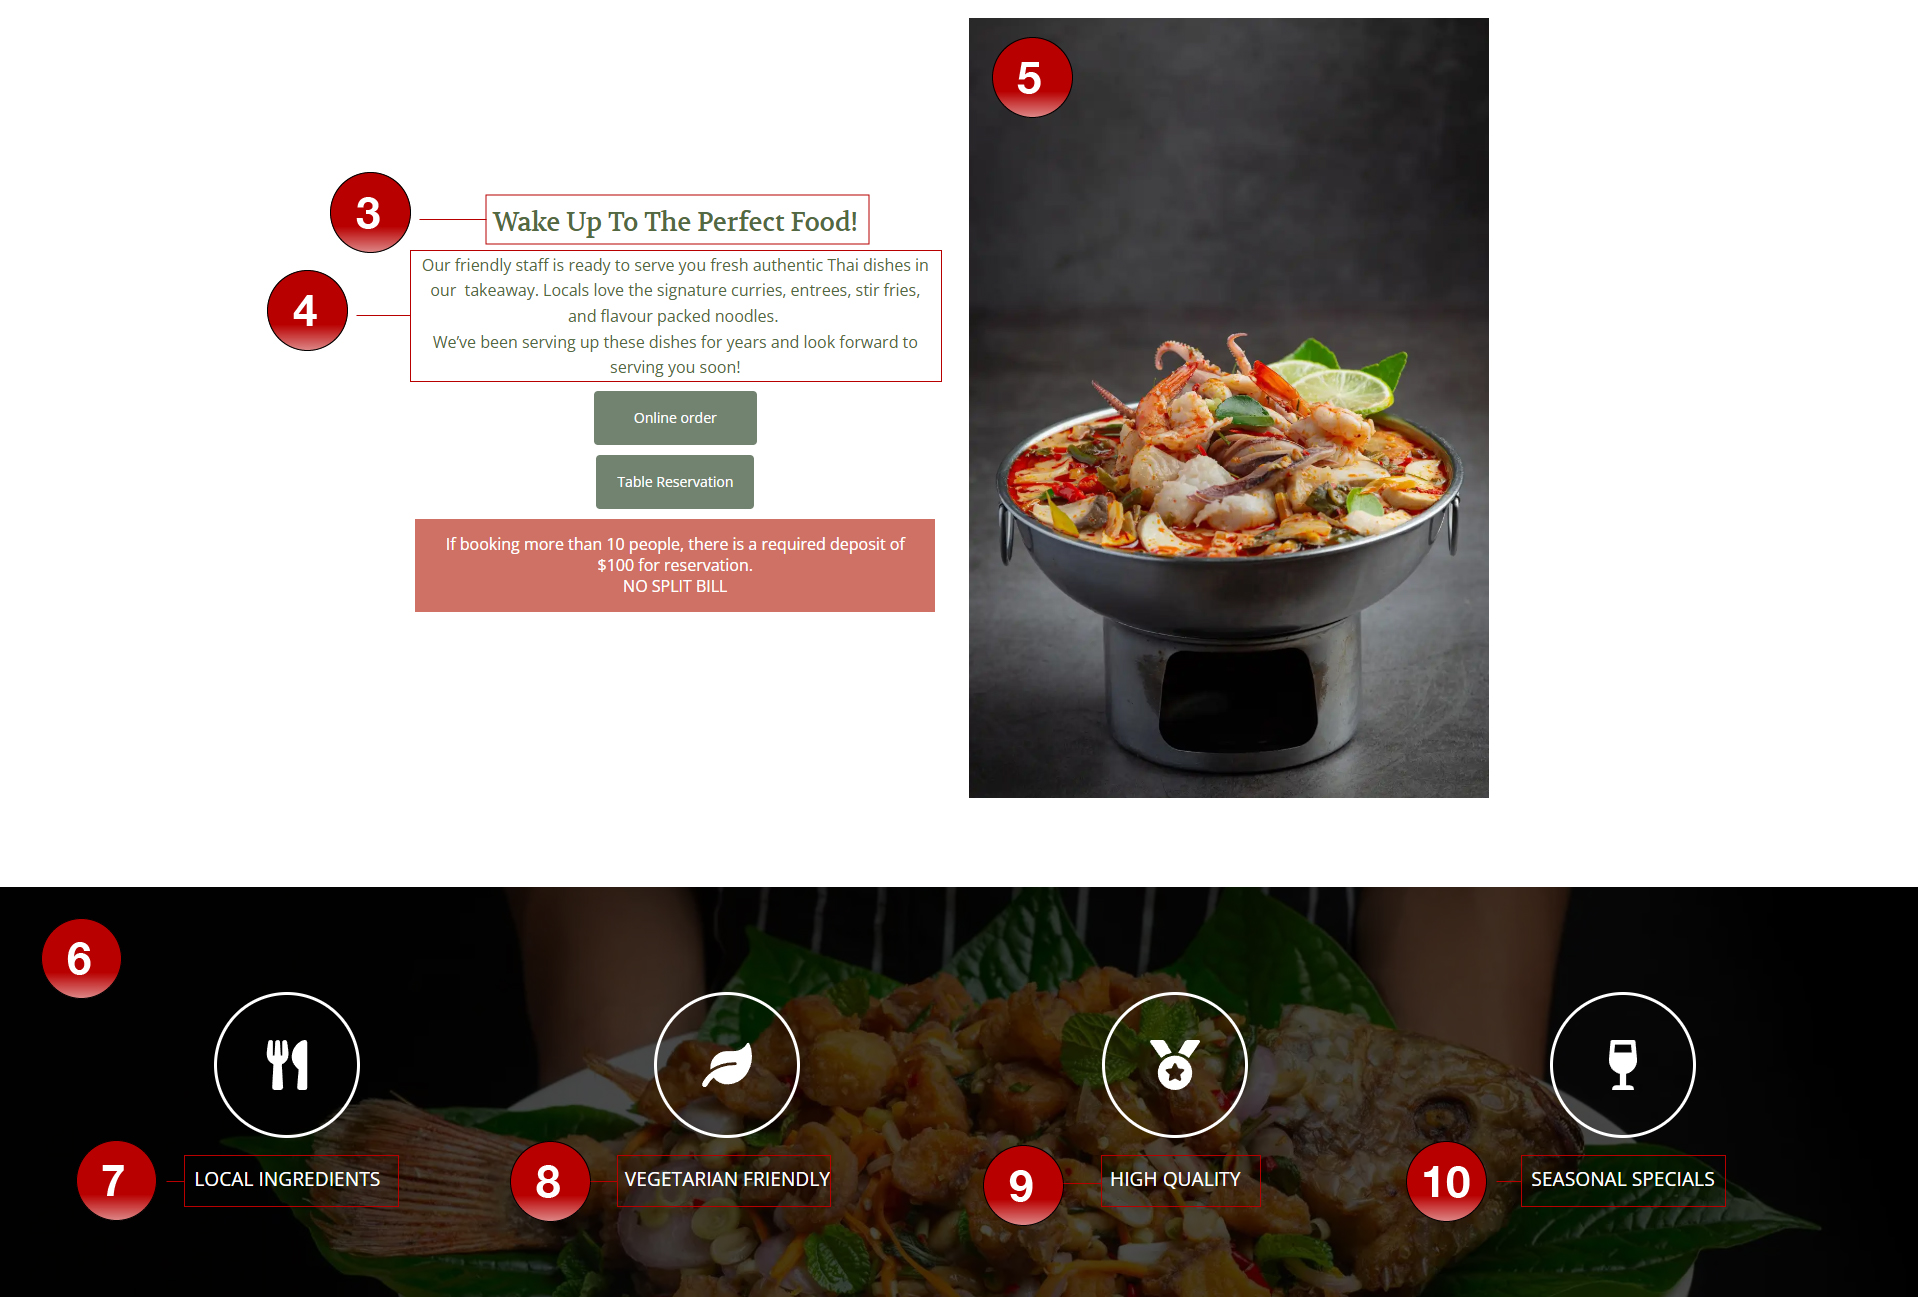 5
3
Wake Up To The Perfect Food!
4
Our friendly staff is ready to serve you fresh authentic Thai dishes in
our takeaway. Locals love the signature curries, entrees, stir fries,
and flavour packed noodles.
We’ve been serving up these dishes for years and look forward to
serving you soon!
Online order
Table Reservation
If booking more than 10 people, there is a required deposit of
$100 for reservation.
NO SPLIT BILL
6
7
LOCAL INGREDIENTS
8
VEGETARIAN FRIENDLY
9
HIGH QUALITY
10
SEASONAL SPECIALS